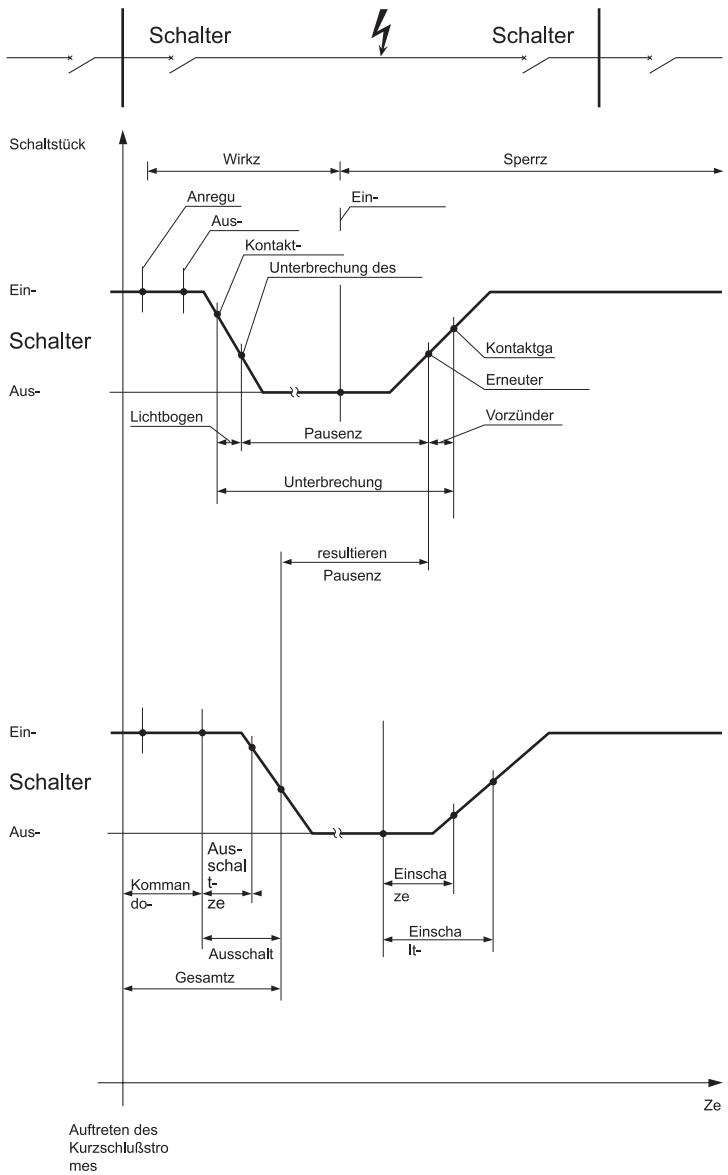 Schalter
Schalter
Schaltstück
Wirkz
Sperrz
Anregu
Ein-
Aus-
Kontakt-
Unterbrechung des
Ein-
Schalter
Kontaktga
Erneuter
Aus-
Lichtbogen
Pausenz
Vorzünder
Unterbrechung
resultieren
Pausenz
Ein-
Schalter
Aus-
Aus-
schal
t-
ze
Komman
do-
Einscha
ze
Ausschalt
Einscha
lt-
Gesamtz
Ze
Auftreten des
Kurzschlußstro
mes